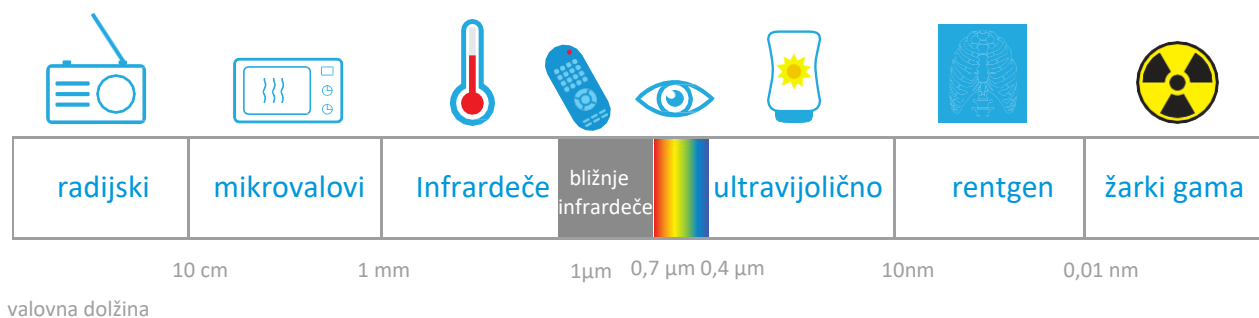 radijski
mikrovalovi
Infrardeče
bližnje
infrardeče
ultravijolično
rentgen
žarki gama
10 cm
1 mm
1µm
0,7 µm
0,4 µm
10nm
0,01 nm
valovna dolžina